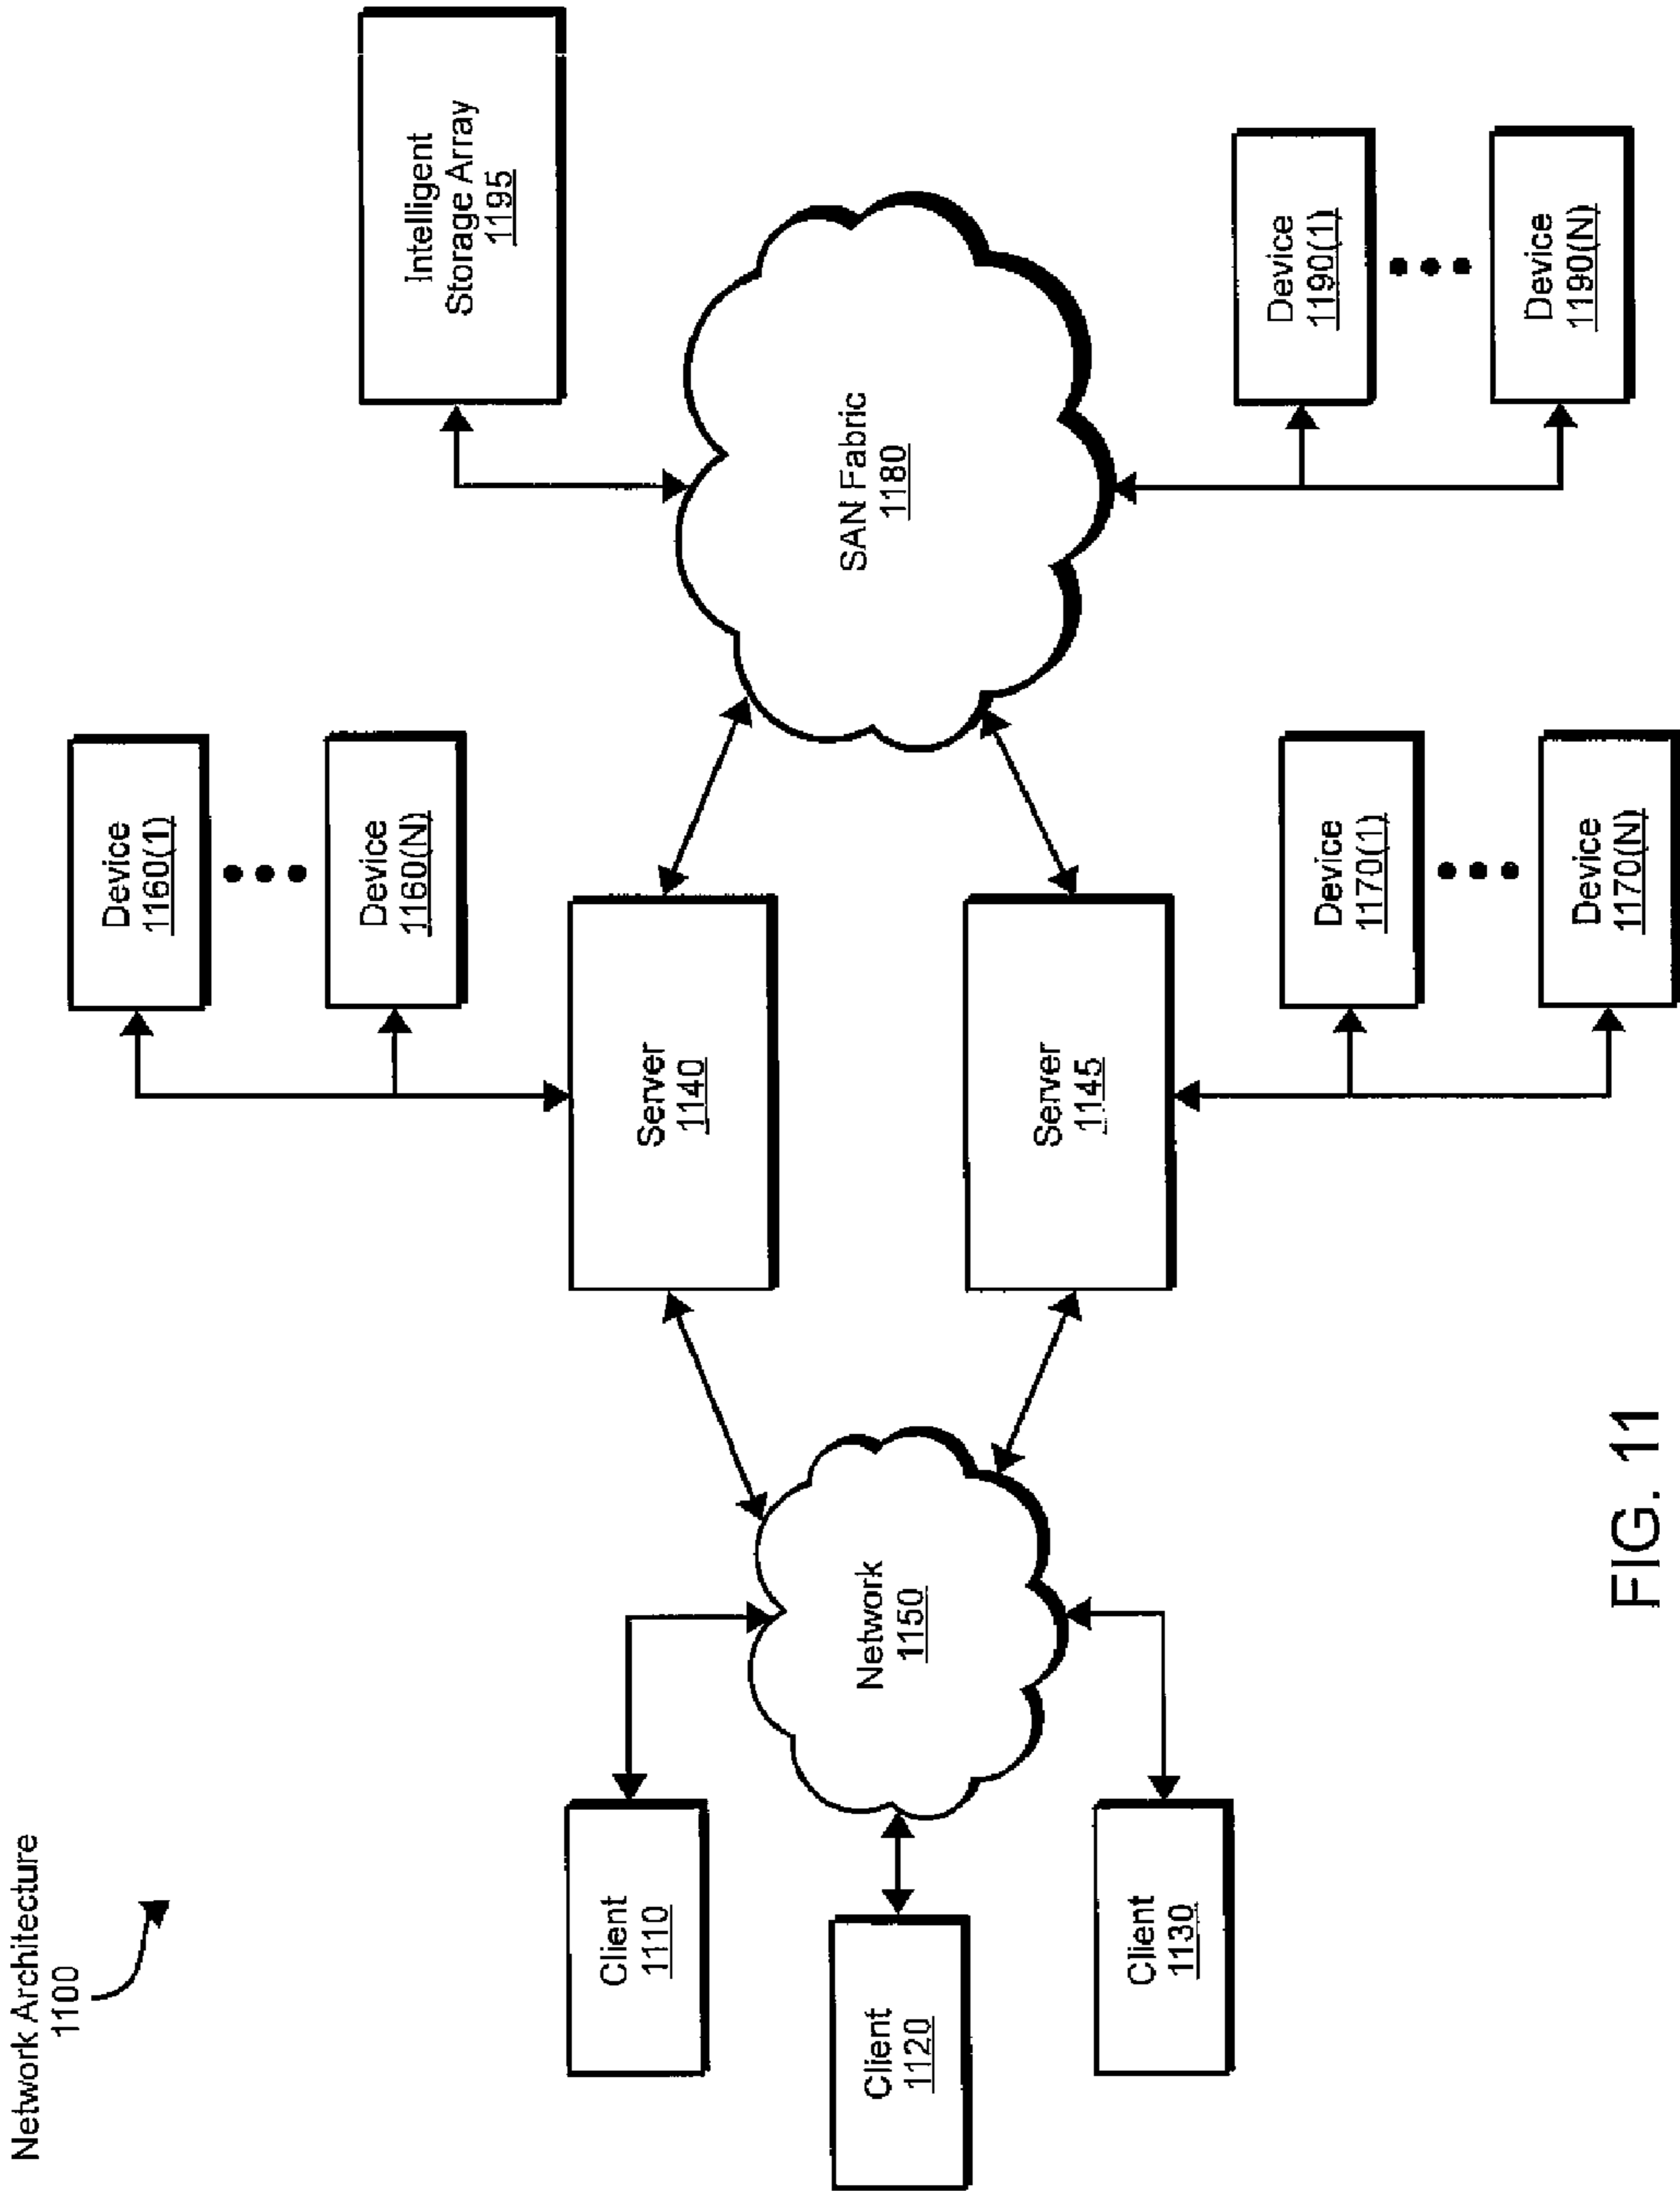 Network Architecture
1100
Device
1160(1)
Device
1160(N)
Intelligent
Storage Array
1195
Client
1110
Server
1140
Client
1120
Network
1150
SAN Fabric
1180
Client
1130
Server
1145
Device
1170(1)
Device
1170(N)
Device
1190(1)
Device
1190(N)
FIG. 11